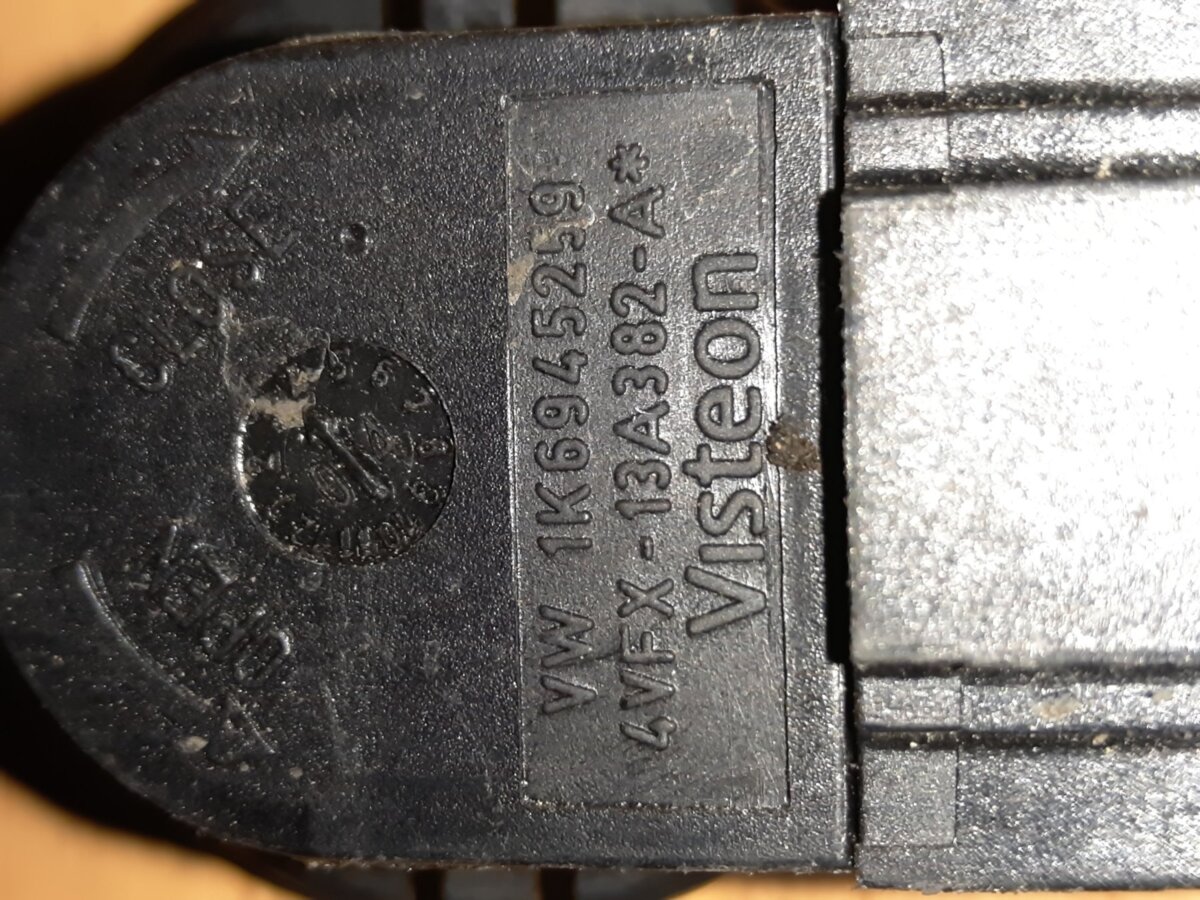 CLOSE
OPEN
VW 1K6945259
4VFX-13A382-A*
Visteon